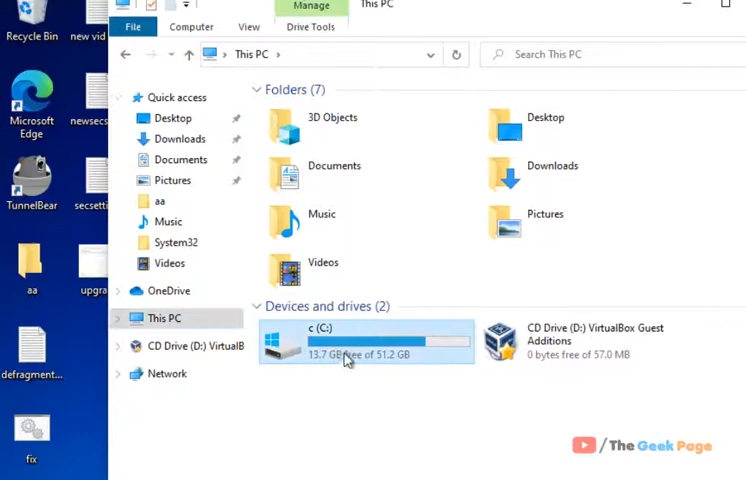 Manage
This PC
File
Computer
View
Drive Tools
This PC
Search This PC
Recycle Bin
new vid
Microsoft Edge
newsec
TunnelBear
secsetti
aa
upgra
defragment...
fix
Quick access
Desktop
Downloads
Documents
Pictures
aa
Music
System32
Videos
OneDrive
This PC
CD Drive (D:) VirtualB
Network
Folders (7)
3D Objects
Desktop
Documents
Downloads
Music
Pictures
Videos
Devices and drives (2)
c (C:)
13.7 GB free of 51.2 GB
CD Drive (D:) VirtualBox Guest
Additions
0 bytes free of 57.0 MB
/The Geek Page